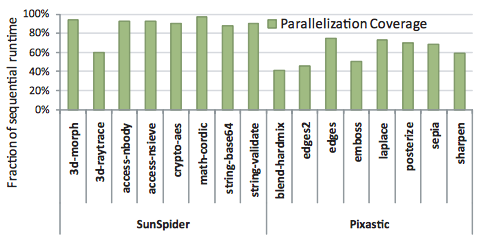 Fraction of sequential runtime
100%
80%
60%
40%
20%
0%
Parallelization Coverage
3d-morph
3d-raytrace
access-nbody
access-nsieve
crypto-aes
math-cordic
string-base64
string-validate
blend-hardmix
edges2
edges
emboss
laplace
posterize
sepia
sharpen
SunSpider
Pixastic